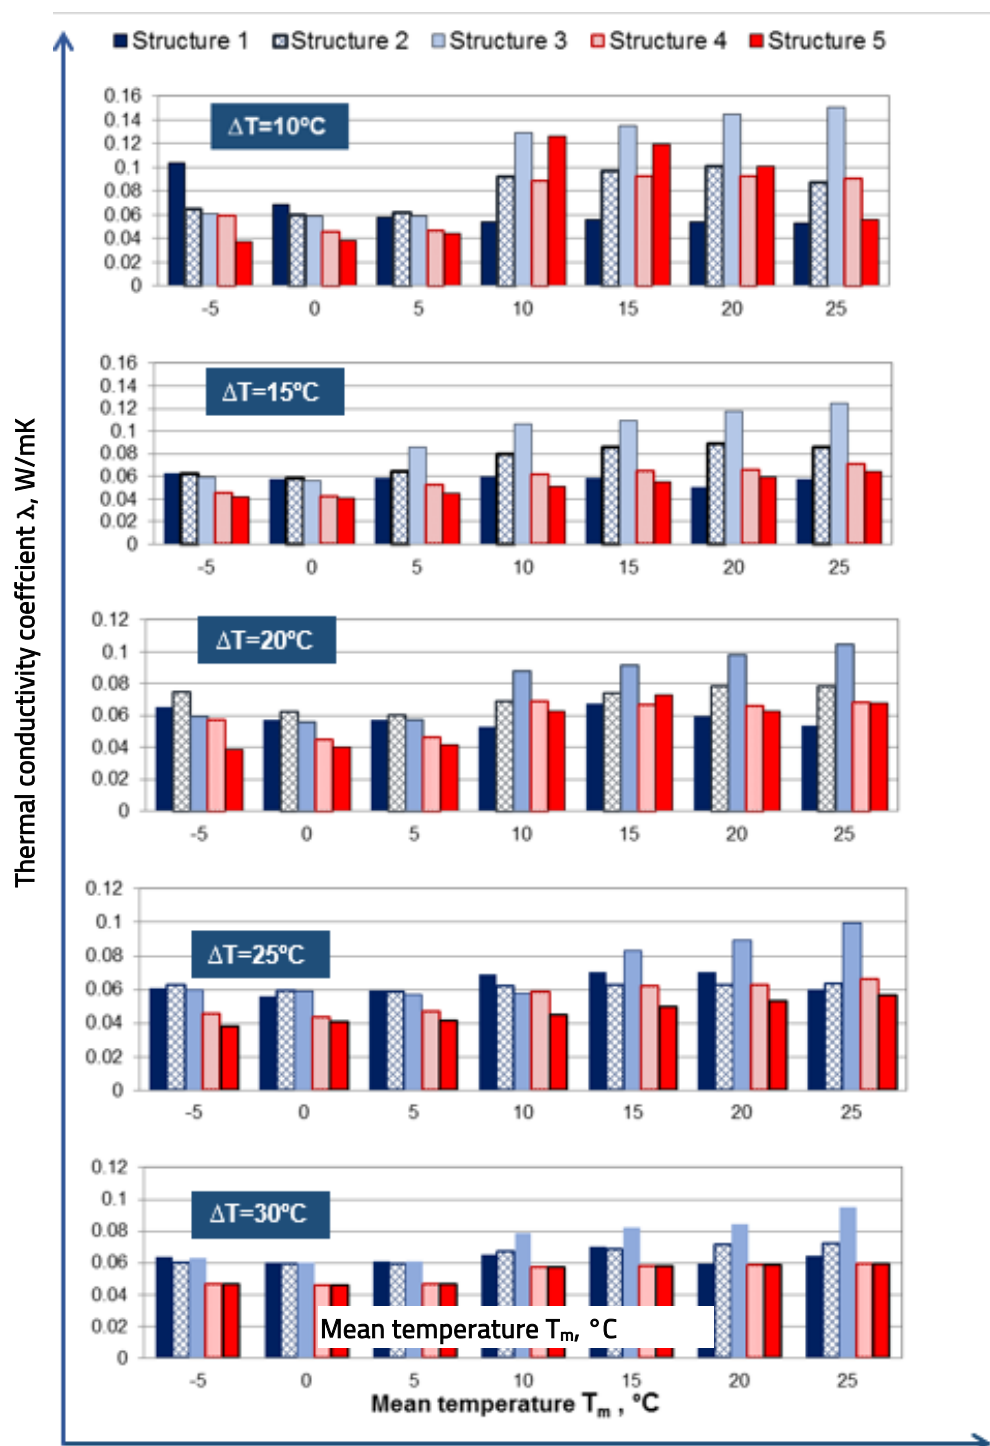 Structure 1 Structure 2 Structure 3 Structure 4 Structure 5
Thermal conductivity coeffcient λ, W/mK
ΔT=10ºC
0.16
0.14
0.12
0.1
0.08
0.06
0.04
0.02
0
-5 0 5 10 15 20 25
ΔT=15ºC
0.16
0.14
0.12
0.1
0.08
0.06
0.04
0.02
0
-5 0 5 10 15 20 25
ΔT=20ºC
0.12
0.1
0.08
0.06
0.04
0.02
0
-5 0 5 10 15 20 25
ΔT=25ºC
0.12
0.1
0.08
0.06
0.04
0.02
0
-5 0 5 10 15 20 25
ΔT=30ºC
0.12
0.1
0.08
0.06
0.04
0.02
0
Mean temperature Tm, °C
-5 0 5 10 15 20 25
Mean temperature Tm , ºC